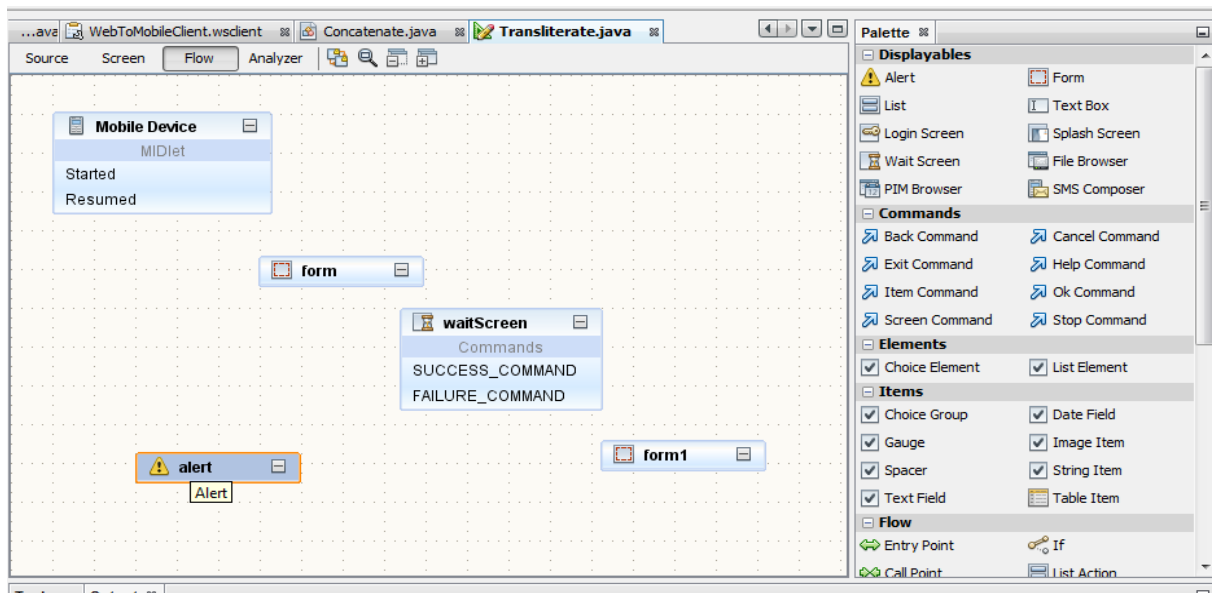 ...ava WebToMobileClient.wsclient Concatenate.java Transliterate.java
Source Screen Flow Analyzer
Mobile Device
MIDlet
Started
Resumed
form
waitScreen
Commands
SUCCESS_COMMAND
FAILURE_COMMAND
alert
Alert
form1
Palette
Displayables
Alert Form
List Text Box
Login Screen Splash Screen
Wait Screen File Browser
PIM Browser SMS Composer
Commands
Back Command Cancel Command
Exit Command Help Command
Item Command Ok Command
Screen Command Stop Command
Elements
Choice Element List Element
Items
Choice Group Date Field
Gauge Image Item
Spacer String Item
Text Field Table Item
Flow
Entry Point If
Call Point List Action